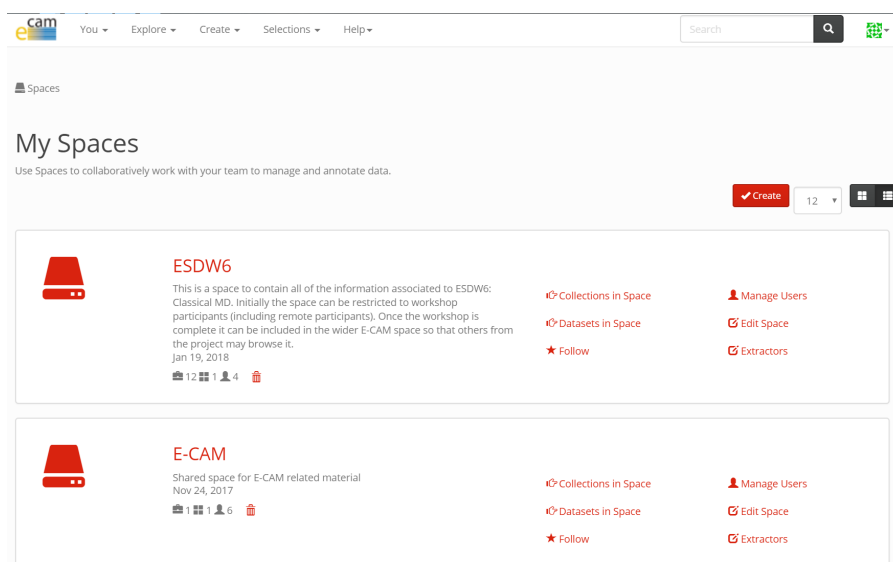 e cam
You Explore Create Selections Help Search
Spaces
My Spaces
Use Spaces to collaboratively work with your team to manage and annotate data.
Create 12
ESDW6
This is a space to contain all of the information associated to ESDW6:
Classical MD. Initially the space can be restricted to workshop
participants (including remote participants). Once the workshop is
complete it can be included in the wider E-CAM space so that others from
the project may browse it.
Jan 19, 2018
12 1 4
Collections in Space
Datasets in Space
Follow
Manage Users
Edit Space
Extractors
E-CAM
Shared space for E-CAM related material
Nov 24, 2017
1 1 6
Collections in Space
Datasets in Space
Follow
Manage Users
Edit Space
Extractors